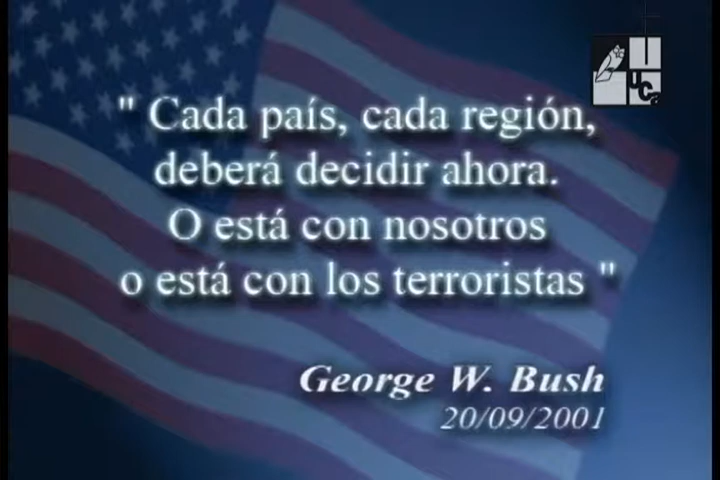 " Cada país, cada región,
deberá decidir ahora.
O está con nosotros
o está con los terroristas "
George W. Bush
20/09/2001